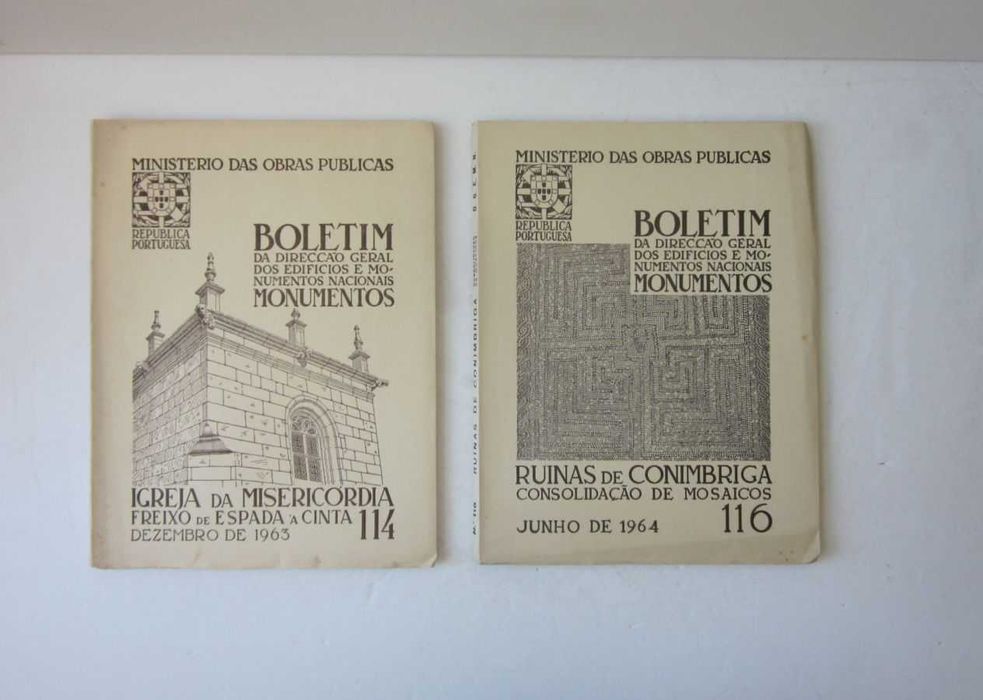 MINISTERIO DAS OBRAS PUBLICAS
REPUBLICA
PORTUGUESA
BOLETIM
DA DIRECCAO GERAL
DOS EDIFICIOS E MO-
NUMENTOS NACIONAIS
MONUMENTOS
IGREJA DA MISERICORDIA
FREIXO DE ESPADA À CINTA
DEZEMBRO DE 1963
114
RUINAS DE CONIMBRIGA
MINISTERIO DAS OBRAS PUBLICAS
REPUBLICA
PORTUGUESA
BOLETIM
DA DIRECCAO GERAL
DOS EDIFICIOS E MO-
NUMENTOS NACIONAIS
MONUMENTOS
RUINAS DE CONIMBRIGA
CONSOLIDAÇÃO DE MOSAICOS
JUNHO DE 1964
116